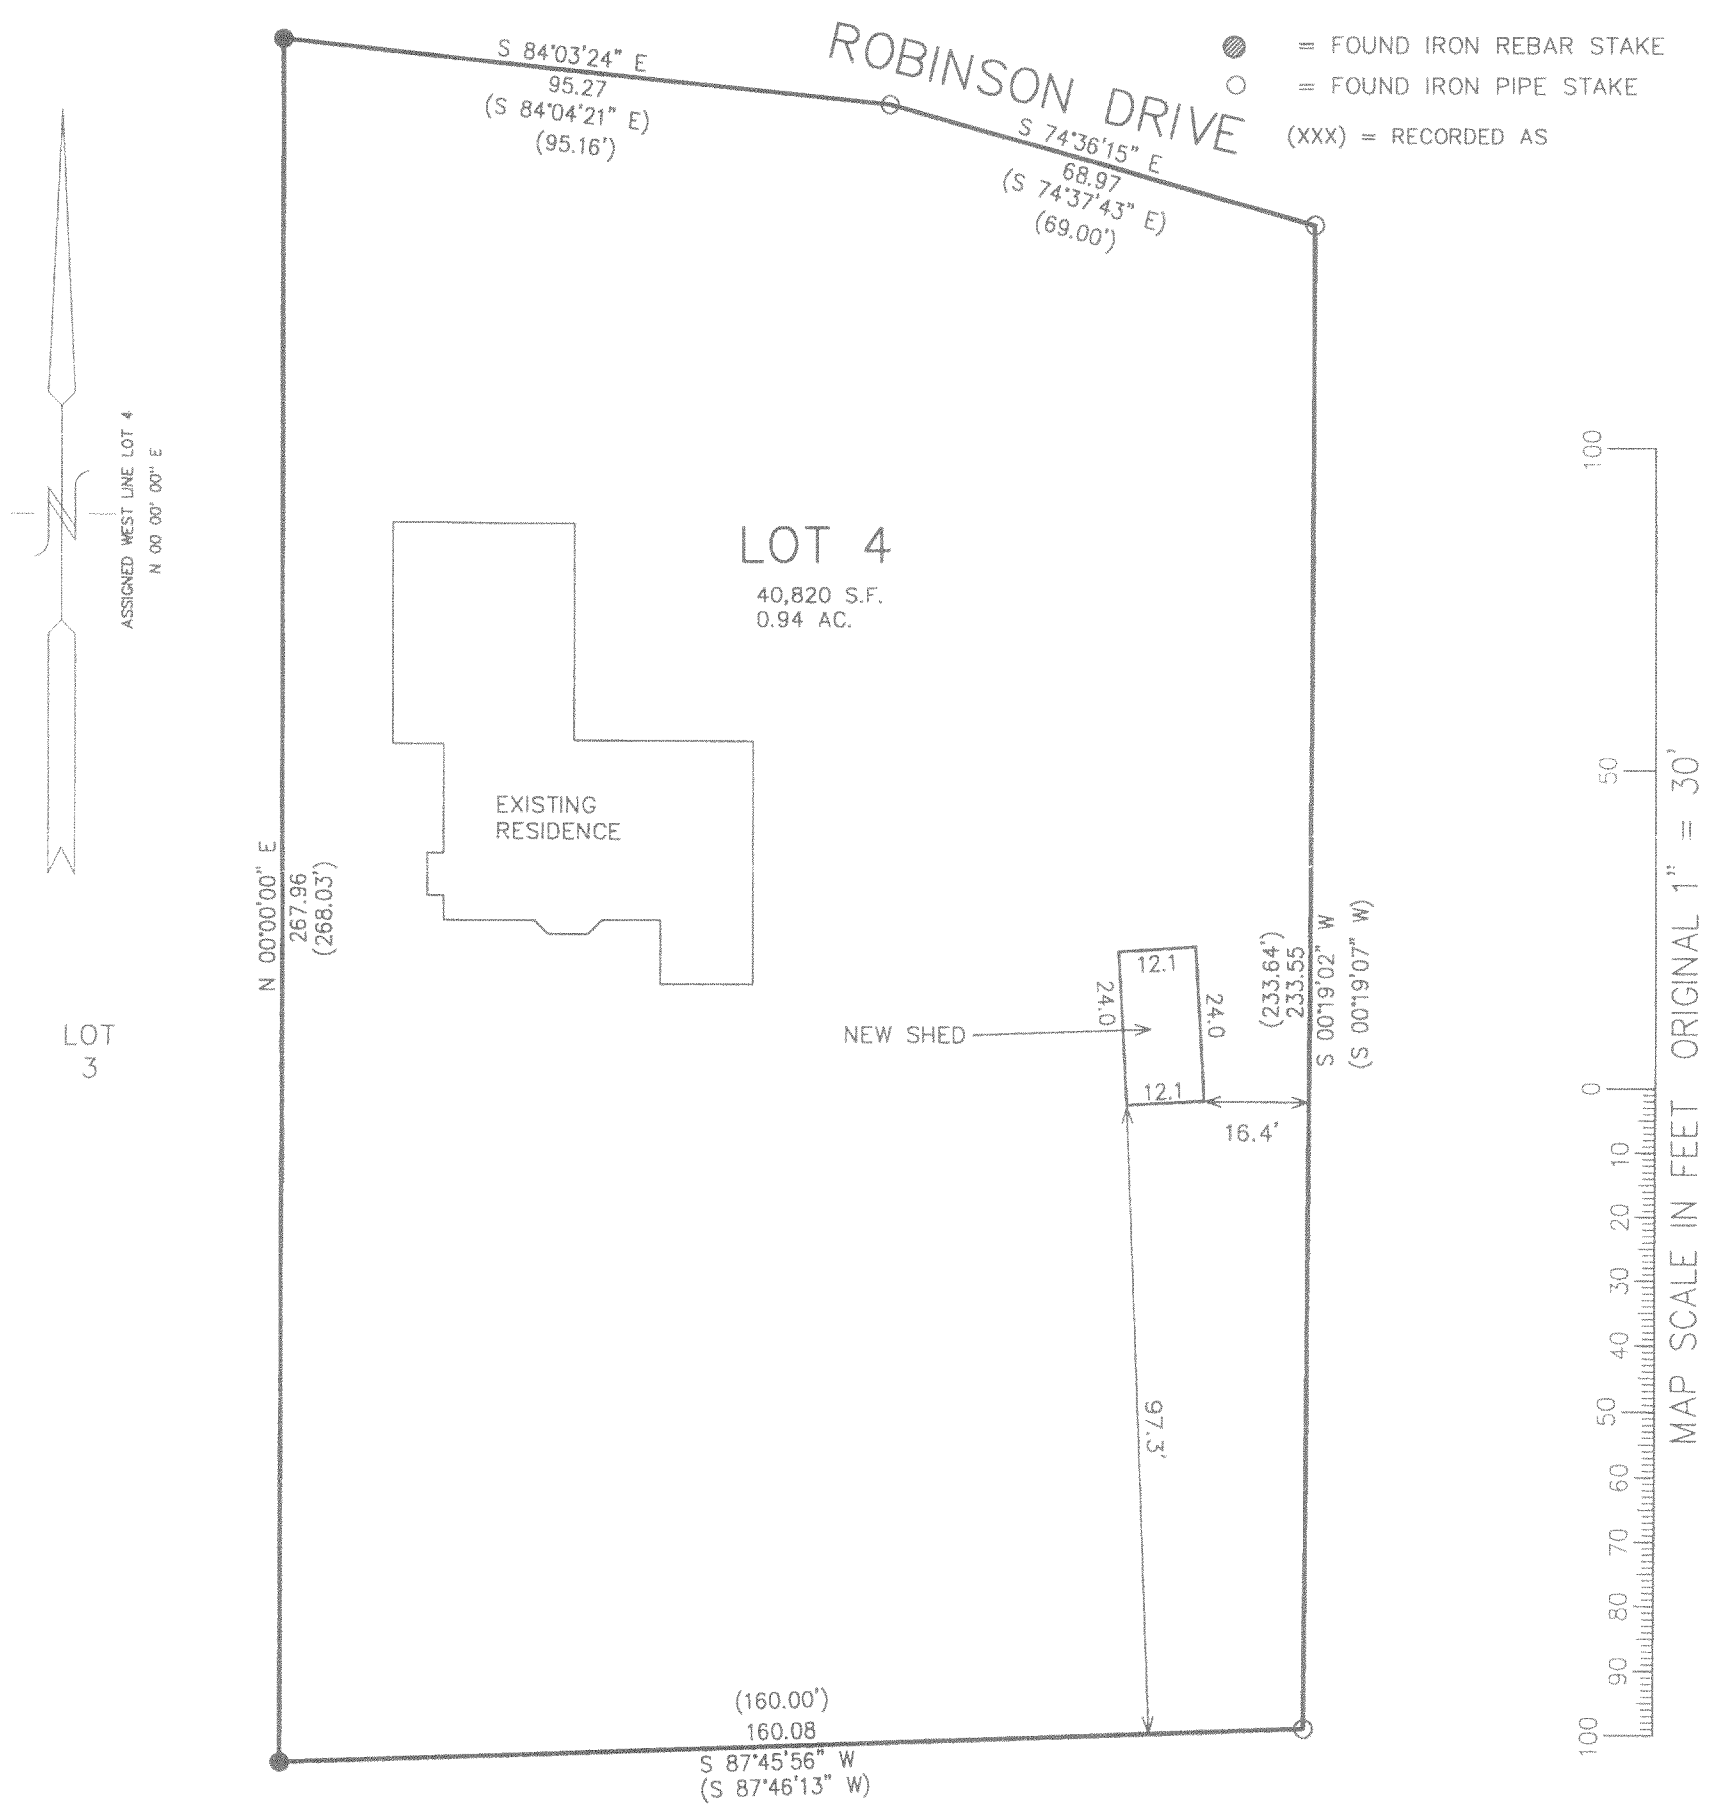 ROBINSON DRIVE
= FOUND IRON REBAR STAKE
= FOUND IRON PIPE STAKE
(XXX) = RECORDED AS
S 84°03'24" E
95.27
(S 84°04'21" E)
(95.16')
S 74°36'15" E
68.97
(S 74°37'43" E)
(69.00')
N
ASSIGNED WEST LINE LOT 4
N 00 00' 00" E
LOT 4
40,820 S.F.
0.94 AC.
EXISTING
RESIDENCE
N 00°00'00" E
267.96
(268.03')
LOT
3
NEW SHED
12.1
24.0
24.0
12.1
16.4'
97.3'
(233.64')
233.55
S 00°19'02" W
(S 00°19'07" W)
(160.00')
160.08
S 87°45'56" W
(S 87°46'13" W)
100
50
0
10
20
30
40
50
60
70
80
90
100
MAP SCALE IN FEET ORIGINAL 1" = 30'